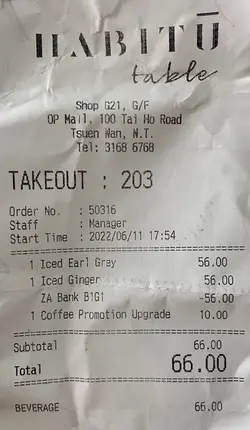 HABITŪ
table
Shop G21, G/F
OP Mall, 100 Tai Ho Road
Tsuen Wan, N.T.
Tel: 3168 6768
TAKEOUT : 203
Order No. : 50316
Staff : Manager
Start Time : 2022/06/11 17:54
1 Iced Earl Grey 56.00
1 Iced Ginger 56.00
ZA Bank B1G1 -56.00
1 Coffee Promotion Upgrade 10.00
Subtotal 66.00
Total 66.00
BEVERAGE 66.00